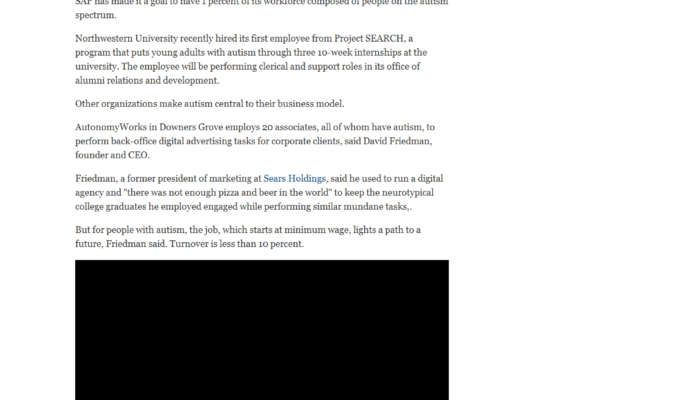 SAP has made it a goal to have 1 percent of its workforce composed of people on the autism
spectrum.
Northwestern University recently hired its first employee from Project SEARCH, a
program that puts young adults with autism through three 10-week internships at the
university. The employee will be performing clerical and support roles in its office of
alumni relations and development.
Other organizations make autism central to their business model.
AutonomyWorks in Downers Grove employs 20 associates, all of whom have autism, to
perform back-office digital advertising tasks for corporate clients, said David Friedman,
founder and CEO.
Friedman, a former president of marketing at Sears Holdings, said he used to run a digital
agency and "there was not enough pizza and beer in the world" to keep the neurotypical
college graduates he employed engaged while performing similar mundane tasks,.
But for people with autism, the job, which starts at minimum wage, lights a path to a
future, Friedman said. Turnover is less than 10 percent.